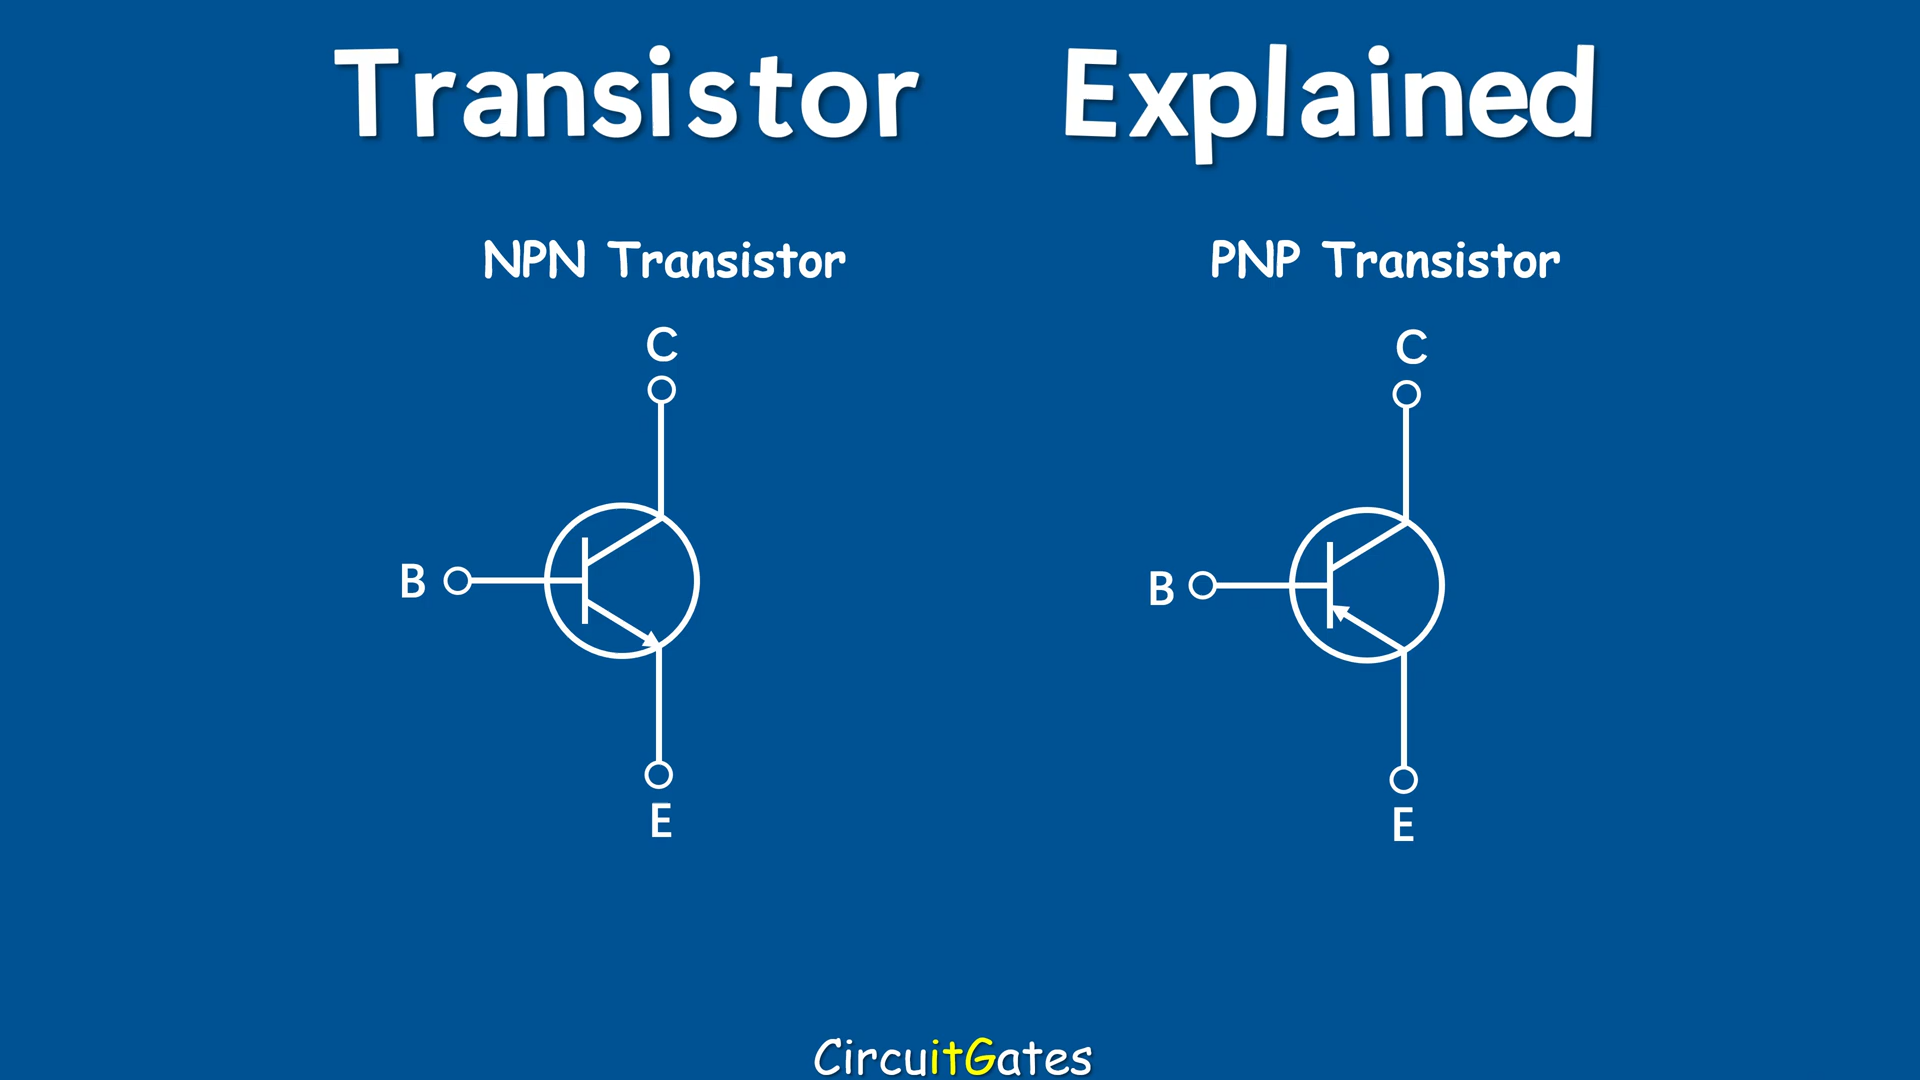 Transistor Explained
NPN Transistor
PNP Transistor
C
C
B
B
E
E
CircuitGates